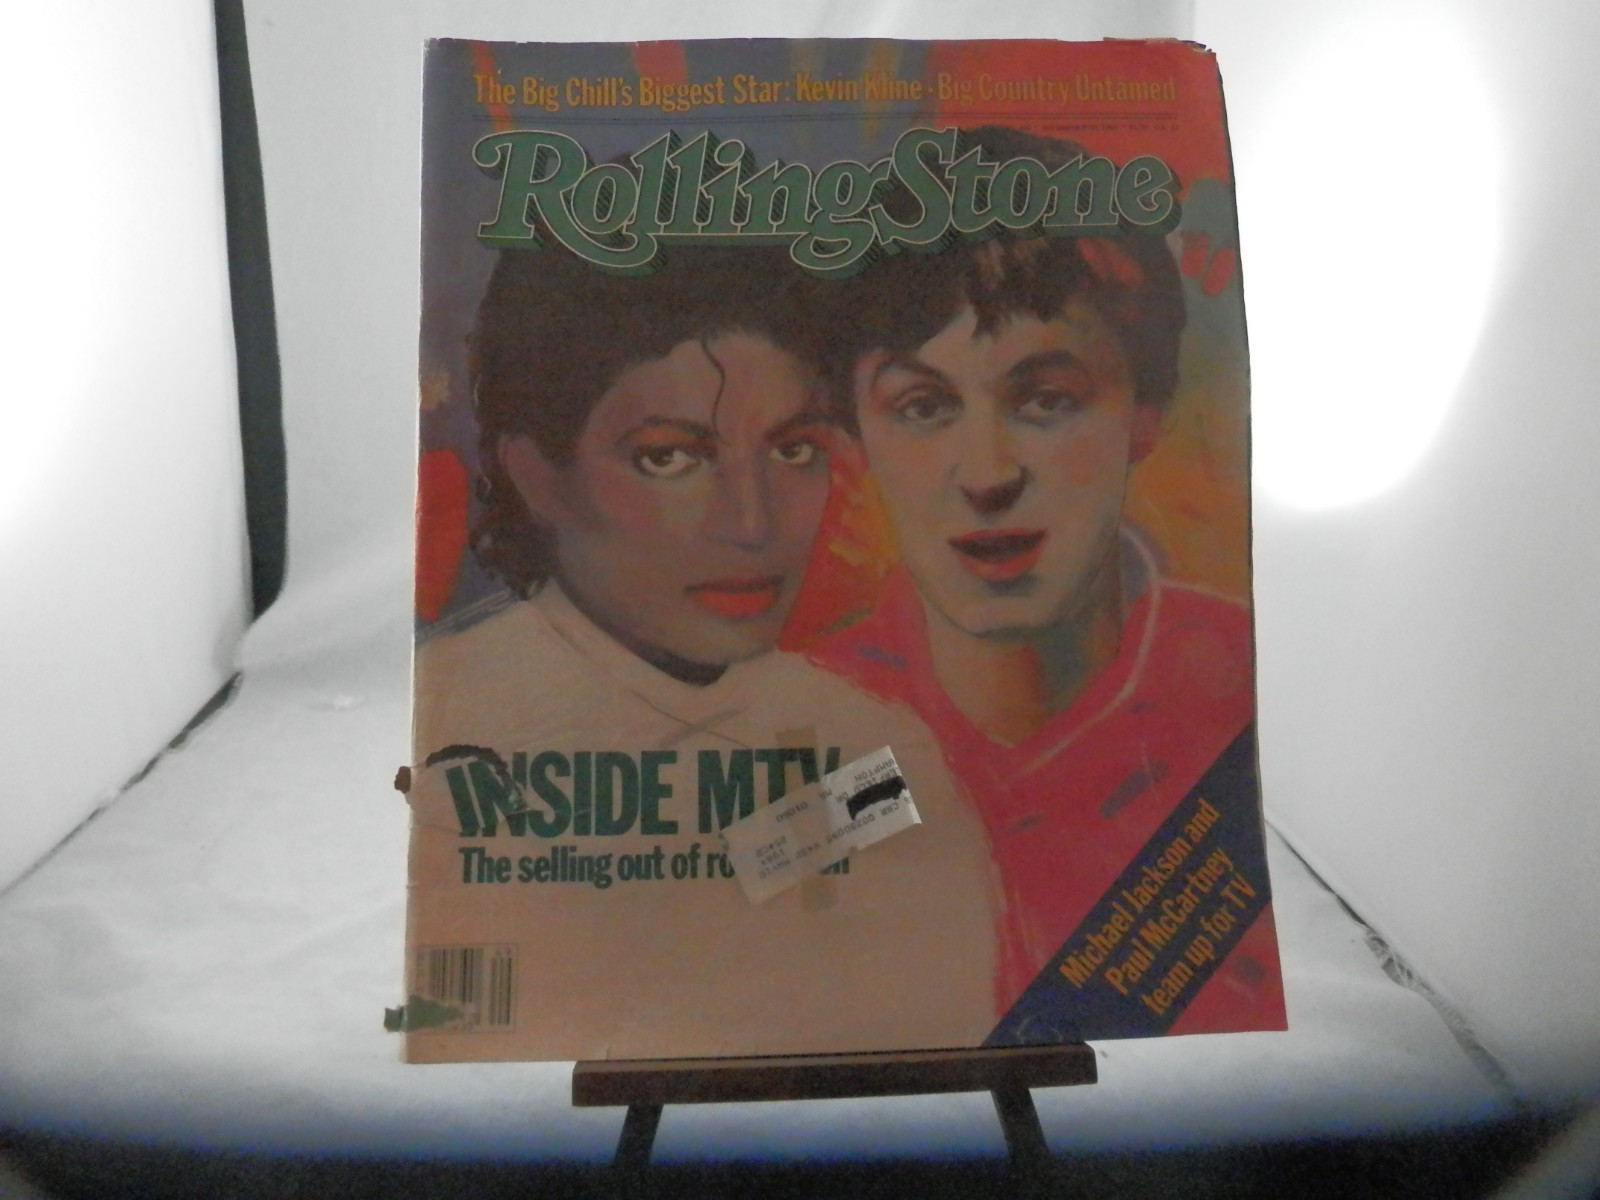 The Big Chill's Biggest Star: Kevin Kline · Big Country Untamed
RollingStone
INSIDE MTV
The selling out of
Michael Jackson and
Paul McCartney
team up for TV